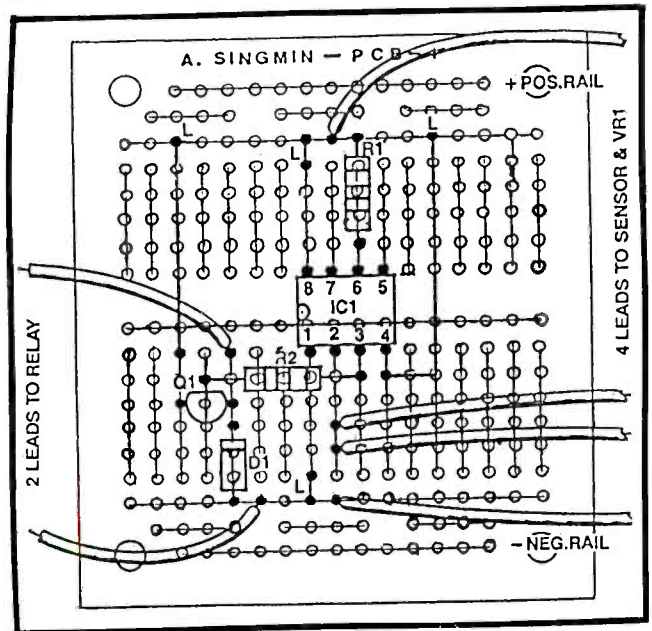 A. SINGMIN — PCB-1
+POS.RAIL
L
L
L
R1
8 7 6 5
IC1
1 2 3 4
R2
Q1
D1
L
-NEG.RAIL
2 LEADS TO RELAY
4 LEADS TO SENSOR & VR1